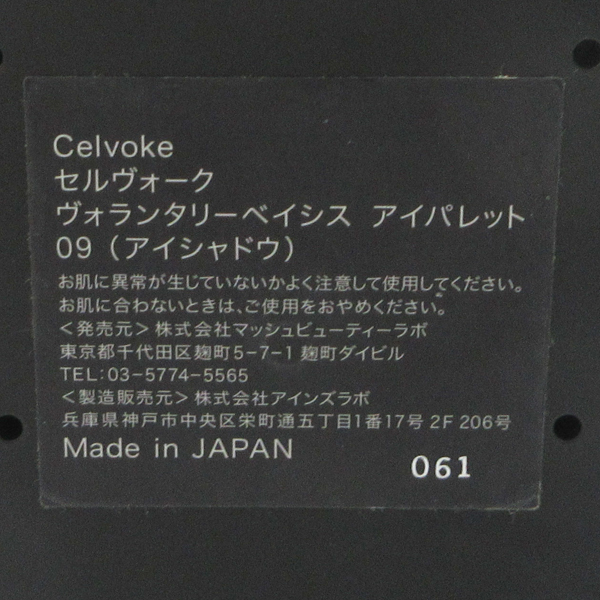 Celvoke
セルヴォーク
ヴォランタリーベイシス アイパレット
09（アイシャドウ）
お肌に異常が生じていないかよく注意して使用してください。
お肌に合わないときは、ご使用をおやめください。
＜発売元＞株式会社マッシュビューティーラボ
東京都千代田区麹町5-7-1 麹町ダイビル
TEL:03-5774-5565
＜製造販売元＞株式会社アインズラボ
兵庫県神戸市中央区栄町通五丁目1番17号 2F 206号
Made in JAPAN
061